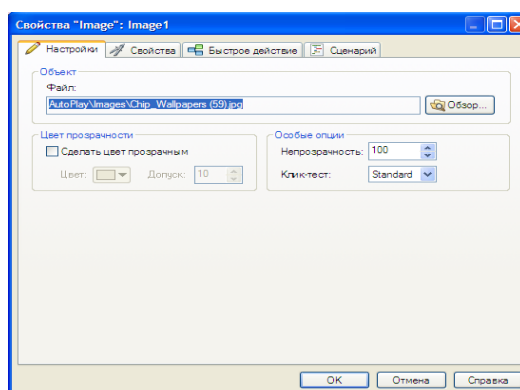 Свойства "Image": Image1
Настройки Свойства Быстрое действие Сценарий
Объект
Файл:
AutoPlay\Images\Chip_Wallpapers (59).jpg Обзор...
Цвет прозрачности Особые опции
Сделать цвет прозрачным Непрозрачность: 100
Цвет: Допуск: 10 Клик-тест: Standard
OK Отмена Справка